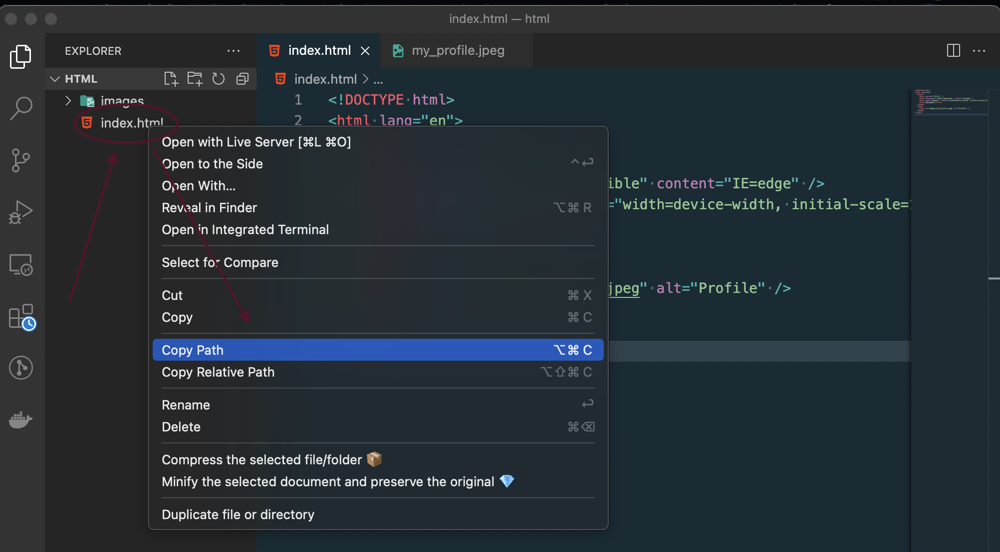 index.html — html
EXPLORER
index.html
my_profile.jpeg
HTML
index.html > ...
images
index.html
1 <!DOCTYPE·html>
2 <html·lang="en">
ible"·content="IE=edge"·/>
="width=device-width,·initial-scale=
jpeg"·alt="Profile"·/>
Open with Live Server [⌘L ⌘O]
Open to the Side ^↩
Open With...
Reveal in Finder ⌥⌘ R
Open in Integrated Terminal
Select for Compare
Cut ⌘ X
Copy ⌘ C
Copy Path ⌥⌘ C
Copy Relative Path ⌥⇧⌘ C
Rename ↩
Delete ⌘⌫
Compress the selected file/folder 📦
Minify the selected document and preserve the original 💎
Duplicate file or directory